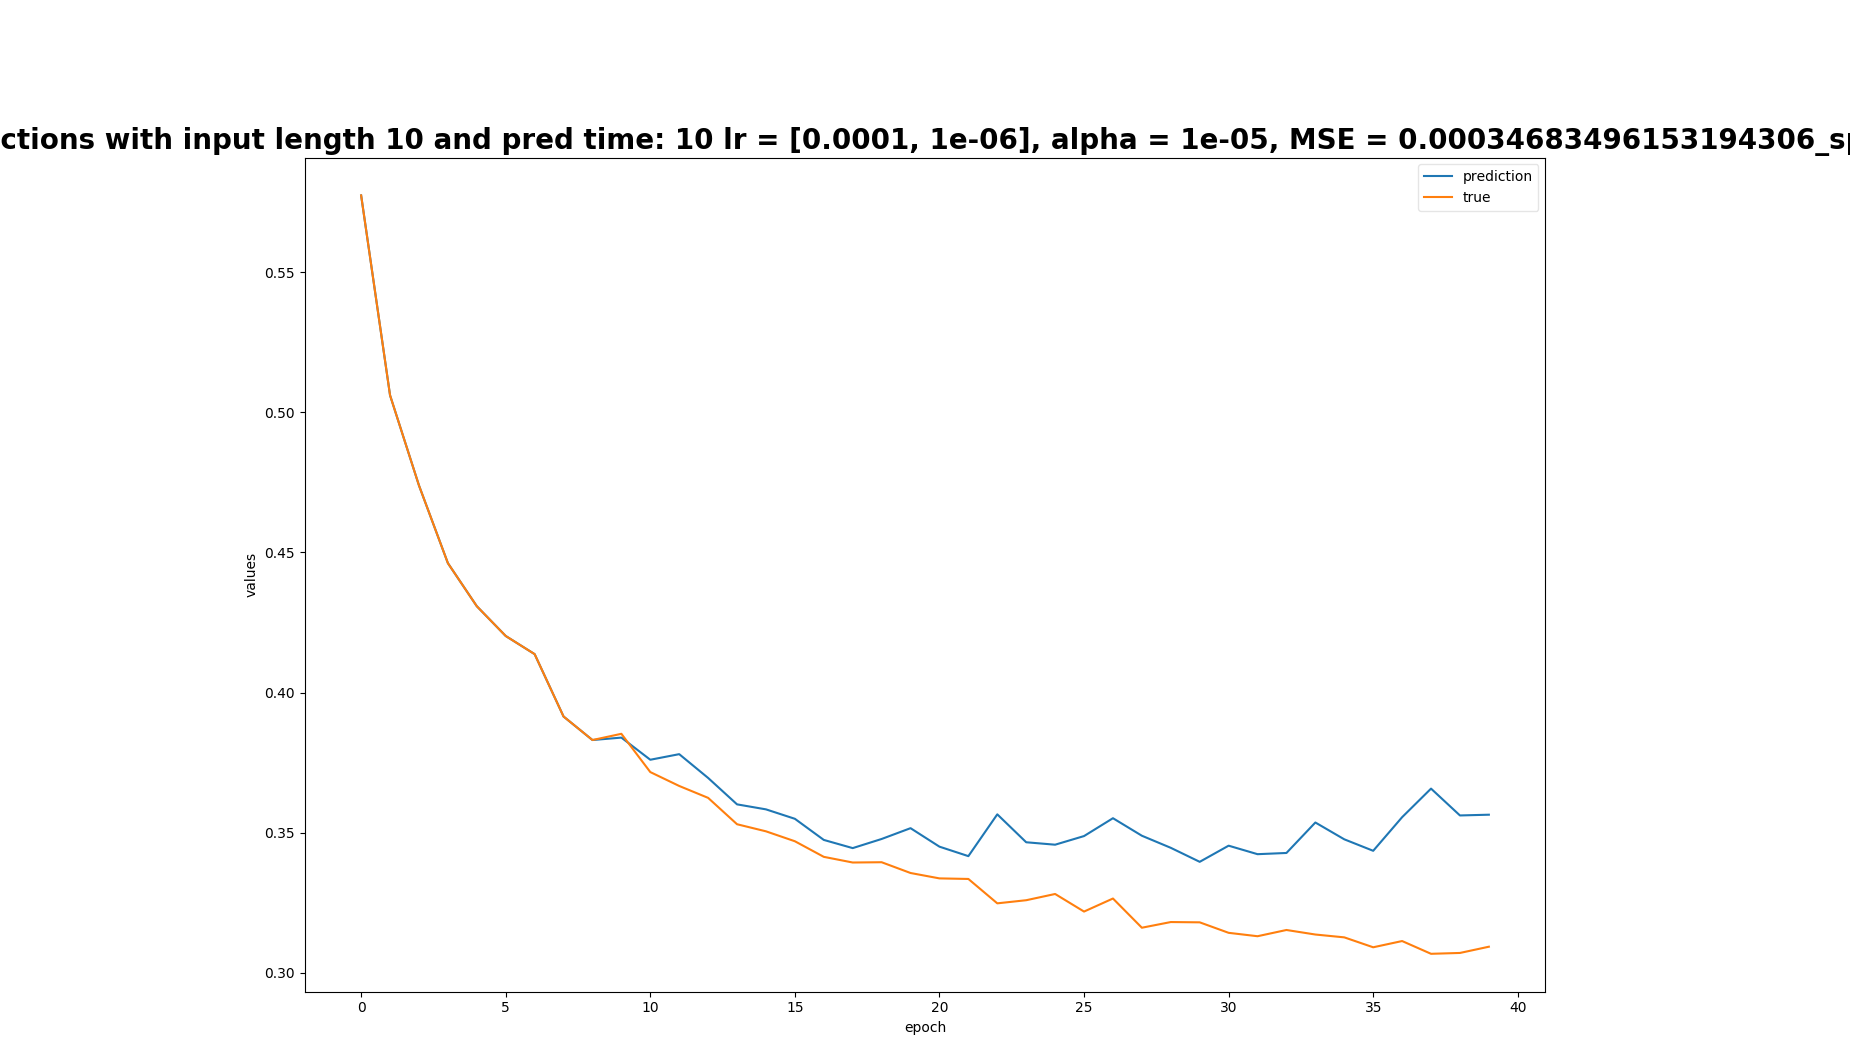 ctions with input length 10 and pred time: 10 lr = [0.0001, 1e-06], alpha = 1e-05, MSE = 0.00034683496153194306_sp
prediction
true
0.55
0.50
0.45
0.40
0.35
0.30
values
0 5 10 15 20 25 30 35 40
epoch